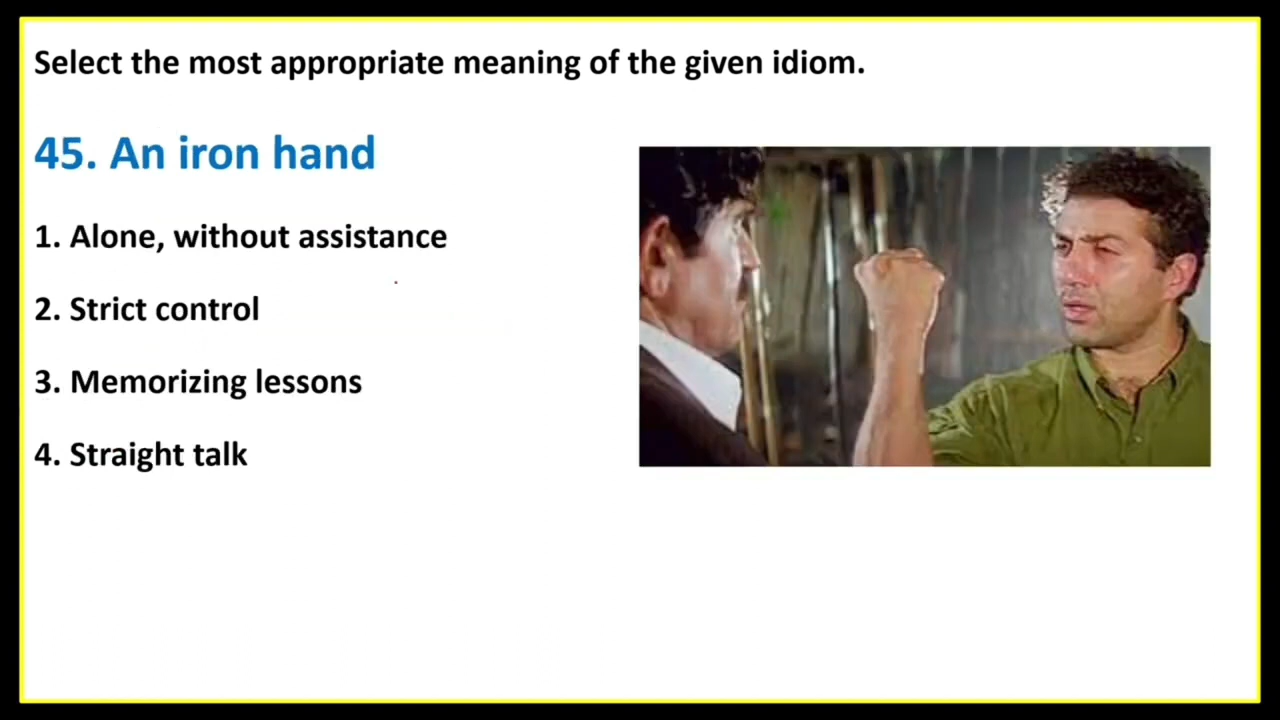 Select the most appropriate meaning of the given idiom.
45. An iron hand
1. Alone, without assistance
2. Strict control
3. Memorizing lessons
4. Straight talk